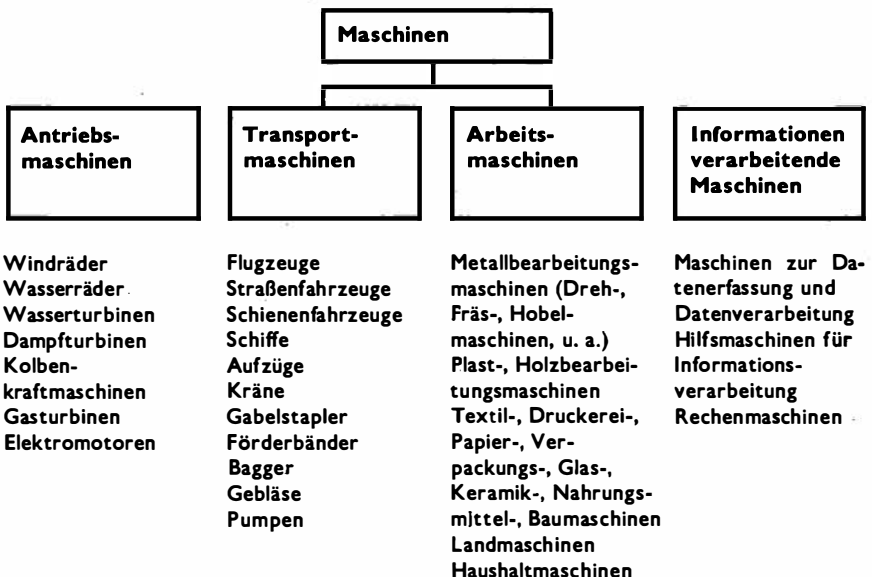 Maschinen
Antriebs-
maschinen
Transport-
maschinen
Arbeits-
maschinen
Informationen
verarbeitende
Maschinen
Windräder
Wasserräder
Wasserturbinen
Dampfturbinen
Kolben-
kraftmaschinen
Gasturbinen
Elektromotoren
Flugzeuge
Straßenfahrzeuge
Schienenfahrzeuge
Schiffe
Aufzüge
Kräne
Gabelstapler
Förderbänder
Bagger
Gebläse
Pumpen
Metallbearbeitungs-
maschinen (Dreh-,
Fräs-, Hobel-
maschinen, u. a.)
Plast-, Holzbearbei-
tungsmaschinen
Textil-, Druckerei-,
Papier-, Ver-
packungs-, Glas-,
Keramik-, Nahrungs-
mittel-, Baumaschinen
Landmaschinen
Haushaltmaschinen
Maschinen zur Da-
tenerfassung und
Datenverarbeitung
Hilfsmaschinen für
Informations-
verarbeitung
Rechenmaschinen